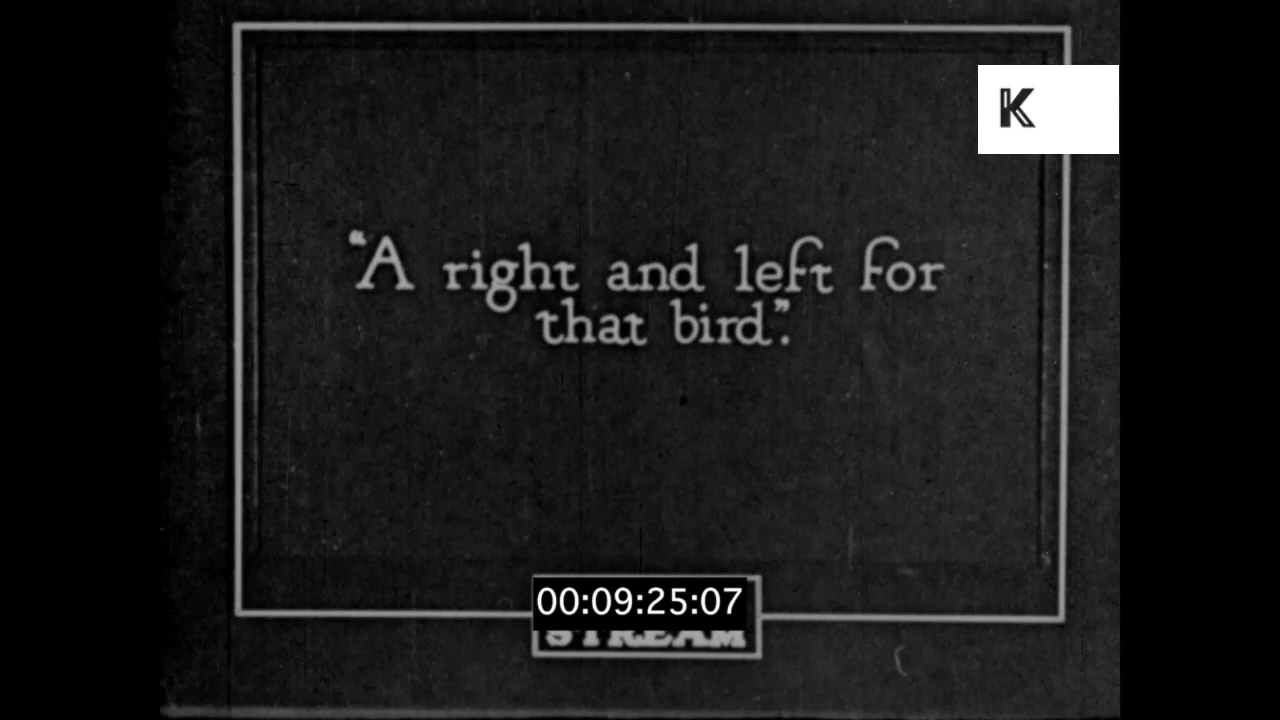 K
“A right and left for
that bird”.
00:09:25:07
STREAM